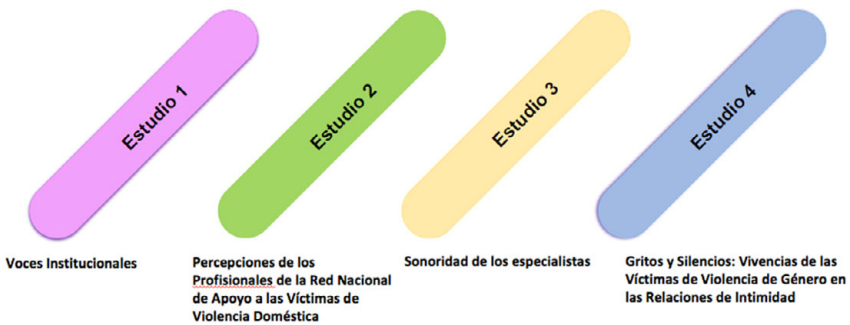 Estudio 1
Estudio 2
Estudio 3
Estudio 4
Voces Institucionales
Percepciones de los
Profisionales de la Red Nacional
de Apoyo a las Víctimas de
Violencia Doméstica
Sonoridad de los especialistas
Gritos y Silencios: Vivencias de las
Víctimas de Violencia de Género en
las Relaciones de Intimidad